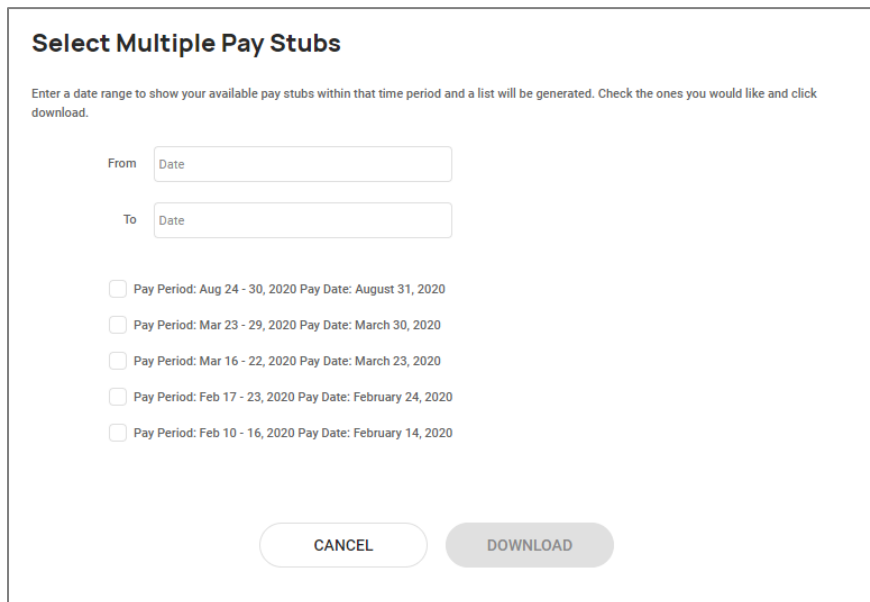 Select Multiple Pay Stubs
Enter a date range to show your available pay stubs within that time period and a list will be generated. Check the ones you would like and click
download.
From Date
To Date
Pay Period: Aug 24 - 30, 2020 Pay Date: August 31, 2020
Pay Period: Mar 23 - 29, 2020 Pay Date: March 30, 2020
Pay Period: Mar 16 - 22, 2020 Pay Date: March 23, 2020
Pay Period: Feb 17 - 23, 2020 Pay Date: February 24, 2020
Pay Period: Feb 10 - 16, 2020 Pay Date: February 14, 2020
CANCEL DOWNLOAD